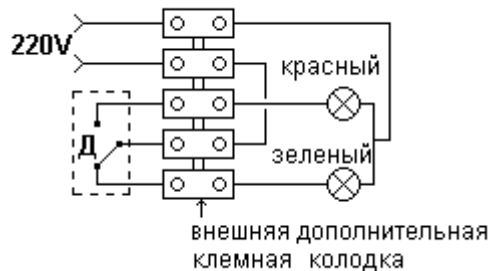 220V
красный
Д
зеленый
внешняя дополнительная
клемная колодка